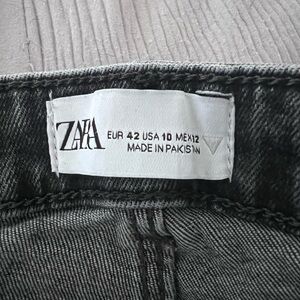 ZARA
EUR 42 USA 10 MEX 12
MADE IN PAKISTAN